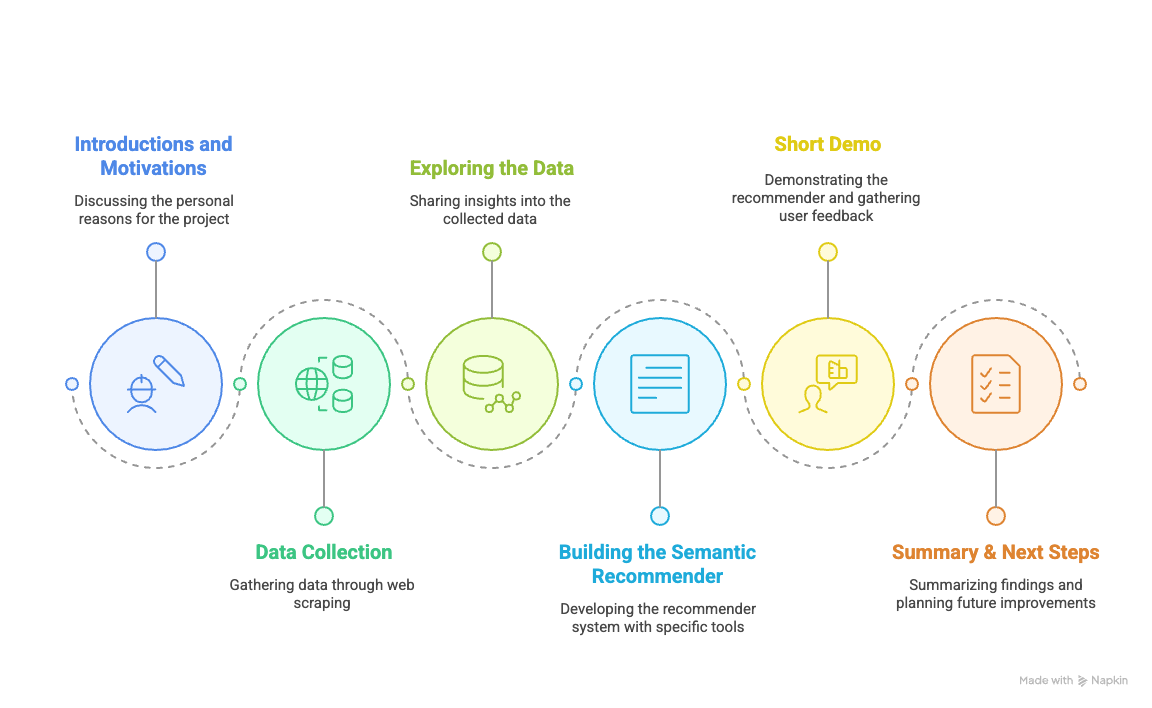 Introductions and
Motivations
Discussing the personal
reasons for the project
Data Collection
Gathering data through web
scraping
Exploring the Data
Sharing insights into the
collected data
Building the Semantic
Recommender
Developing the recommender
system with specific tools
Short Demo
Demonstrating the
recommender and gathering
user feedback
Summary & Next Steps
Summarizing findings and
planning future improvements
Made with Napkin